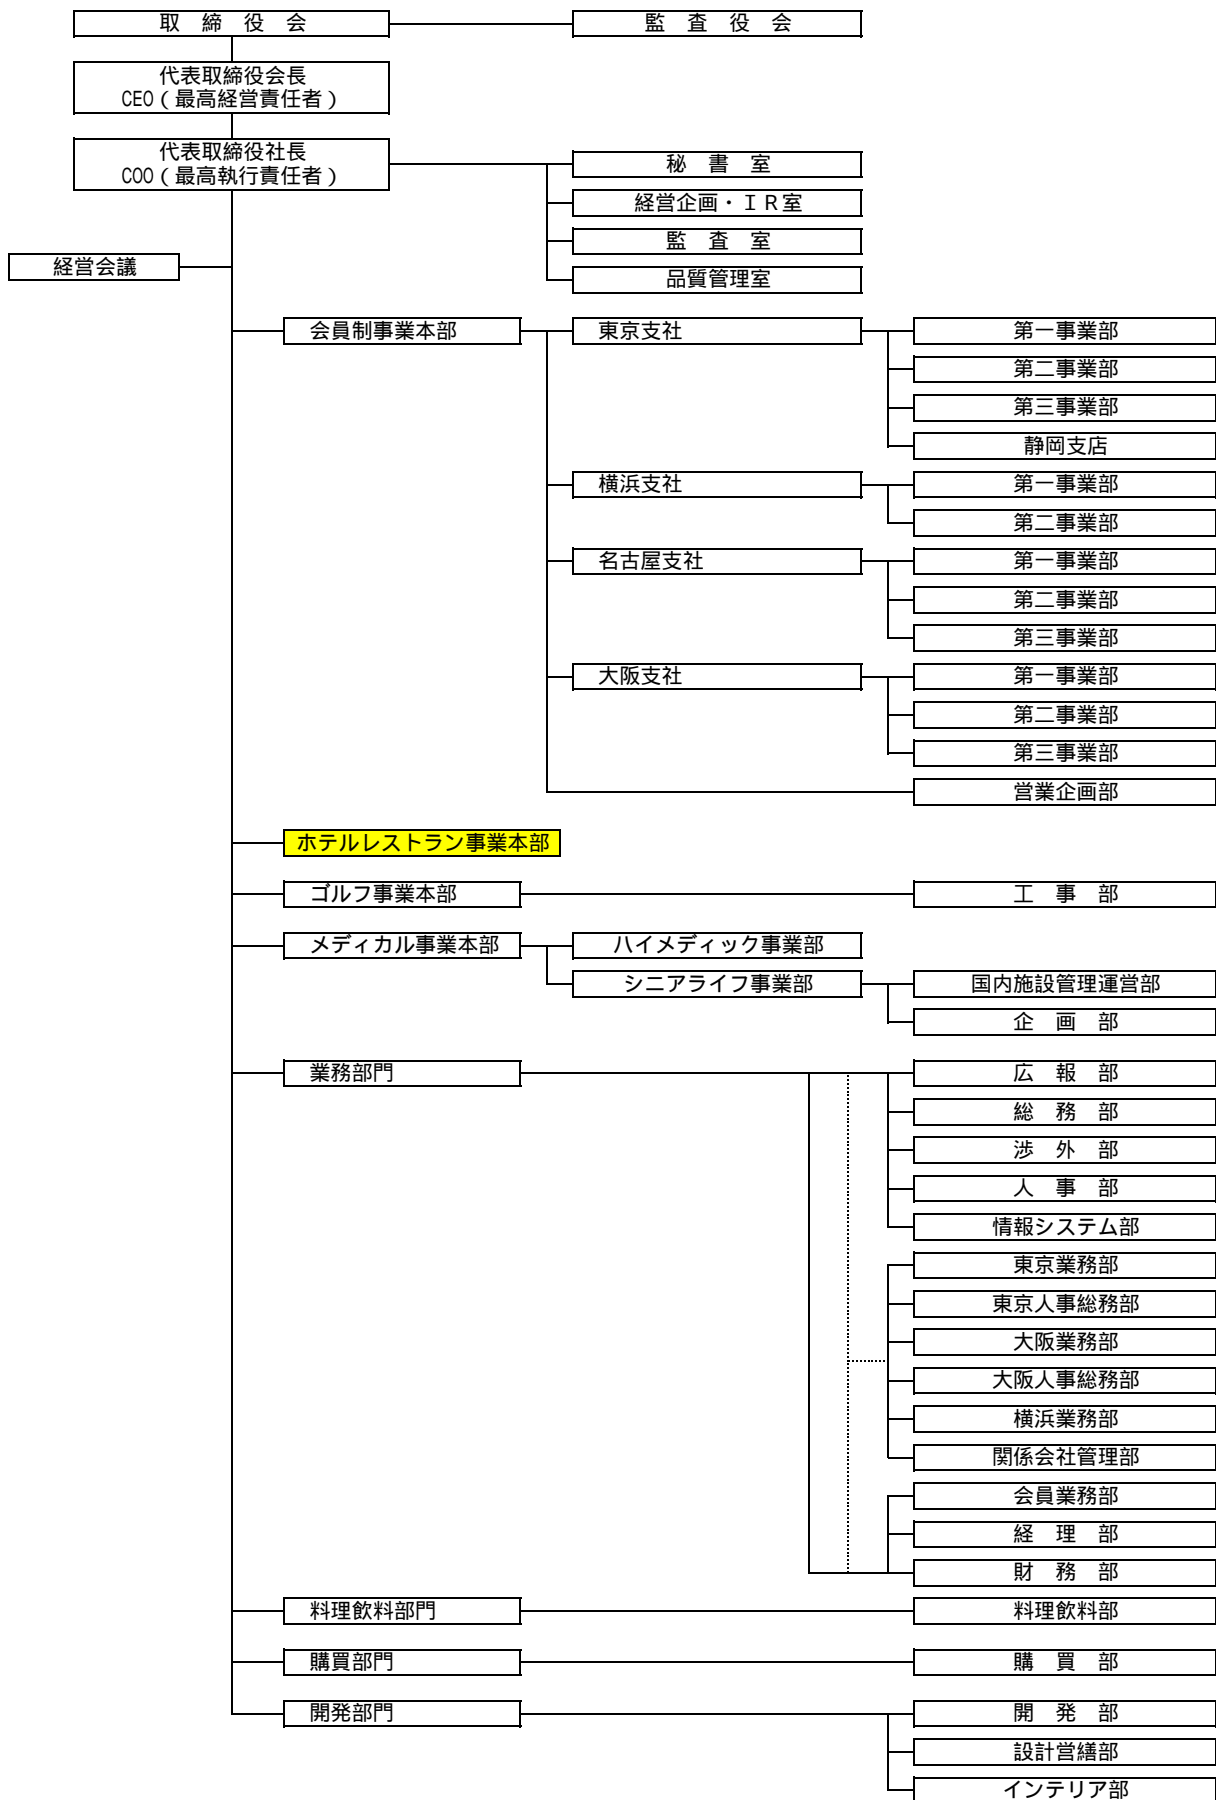 取　締　役　会
監　査　役　会
代表取締役会長
CEO(最高経営責任者)
代表取締役社長
COO(最高執行責任者)
秘　書　室
経営企画・ＩＲ室
監　査　室
経営会議
品質管理室
会員制事業本部
東京支社
第一事業部
第二事業部
第三事業部
静岡支店
横浜支社
第一事業部
第二事業部
名古屋支社
第一事業部
第二事業部
第三事業部
大阪支社
第一事業部
第二事業部
第三事業部
営業企画部
ホテルレストラン事業本部
ゴルフ事業本部
工　事　部
メディカル事業本部
ハイメディック事業部
シニアライフ事業部
国内施設管理運営部
企　画　部
業務部門
広　報　部
総　務　部
渉　外　部
人　事　部
情報システム部
東京業務部
東京人事総務部
大阪業務部
大阪人事総務部
横浜業務部
関係会社管理部
会員業務部
経　理　部
財　務　部
料理飲料部門
料理飲料部
購買部門
購　買　部
開発部門
開　発　部
設計営繕部
インテリア部